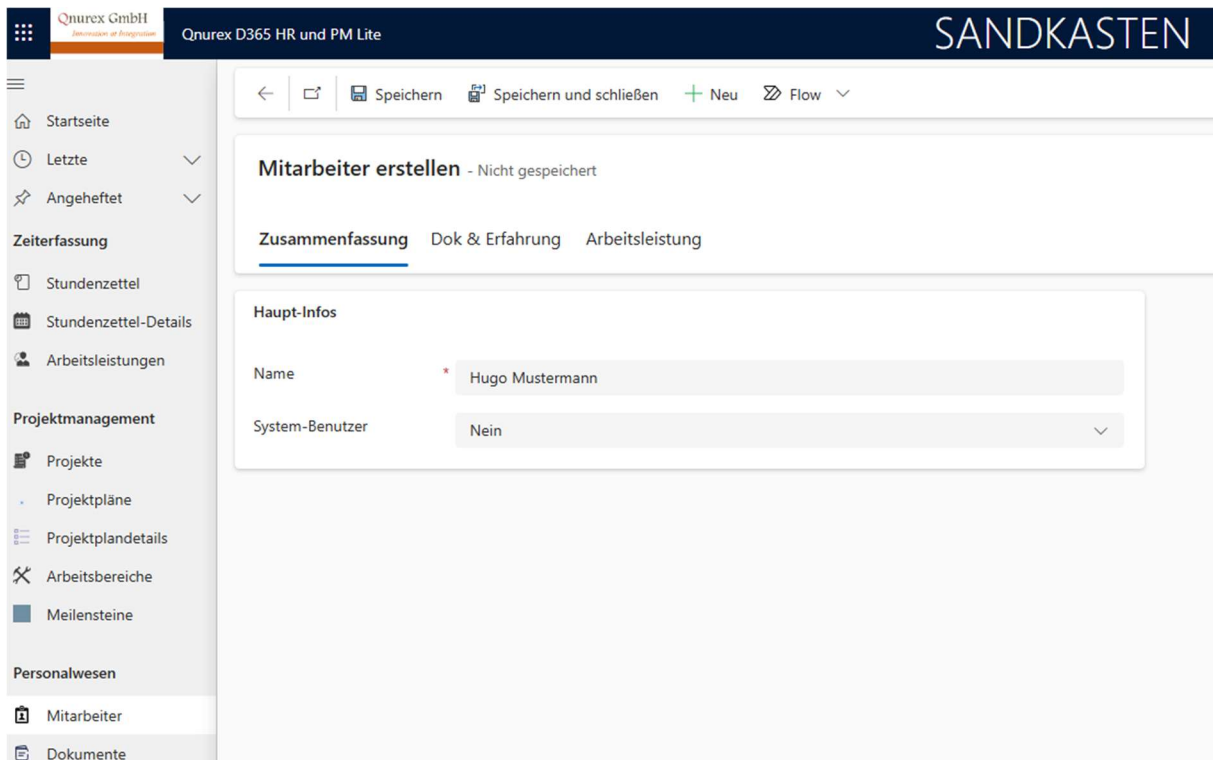 Qnurex GmbH
Innovation & Integration
Qnurex D365 HR und PM Lite
SANDKASTEN
Speichern
Speichern und schließen
Neu
Flow
Startseite
Letzte
Angeheftet
Zeiterfassung
Stundenzettel
Stundenzettel-Details
Arbeitsleistungen
Projektmanagement
Projekte
Projektpläne
Projektplandetails
Arbeitsbereiche
Meilensteine
Personalwesen
Mitarbeiter
Dokumente
Mitarbeiter erstellen - Nicht gespeichert
Zusammenfassung Dok & Erfahrung Arbeitsleistung
Haupt-Infos
Name * Hugo Mustermann
System-Benutzer Nein